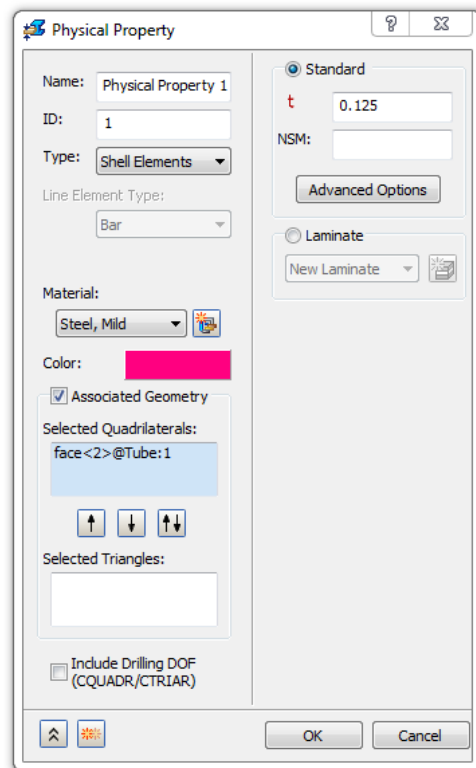 Physical Property
Name: Physical Property 1
ID: 1
Type: Shell Elements
Line Element Type:
Bar
Material:
Steel, Mild
Color:
Associated Geometry
Selected Quadrilaterals:
face<2>@Tube:1
Selected Triangles:
Include Drilling DOF
(CQUADR/CTRIAR)
Standard
t 0.125
NSM:
Advanced Options
Laminate
New Laminate
OK Cancel